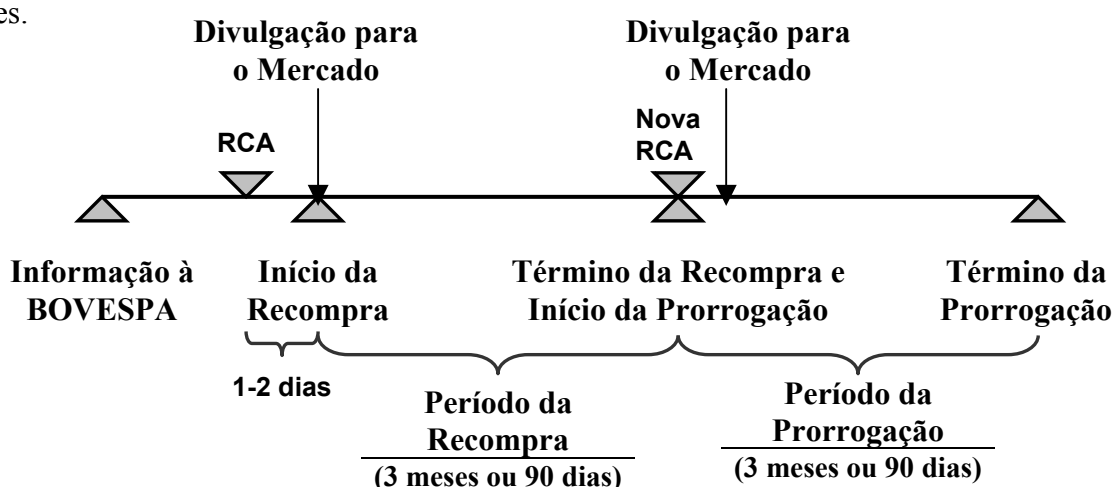 es.
Divulgação para
o Mercado
Divulgação para
o Mercado
RCA
Nova
RCA
Informação à
BOVESPA
Início da
Recompra
Término da Recompra e
Início da Prorrogação
Término da
Prorrogação
1-2 dias
Período da
Recompra
(3 meses ou 90 dias)
Período da
Prorrogação
(3 meses ou 90 dias)